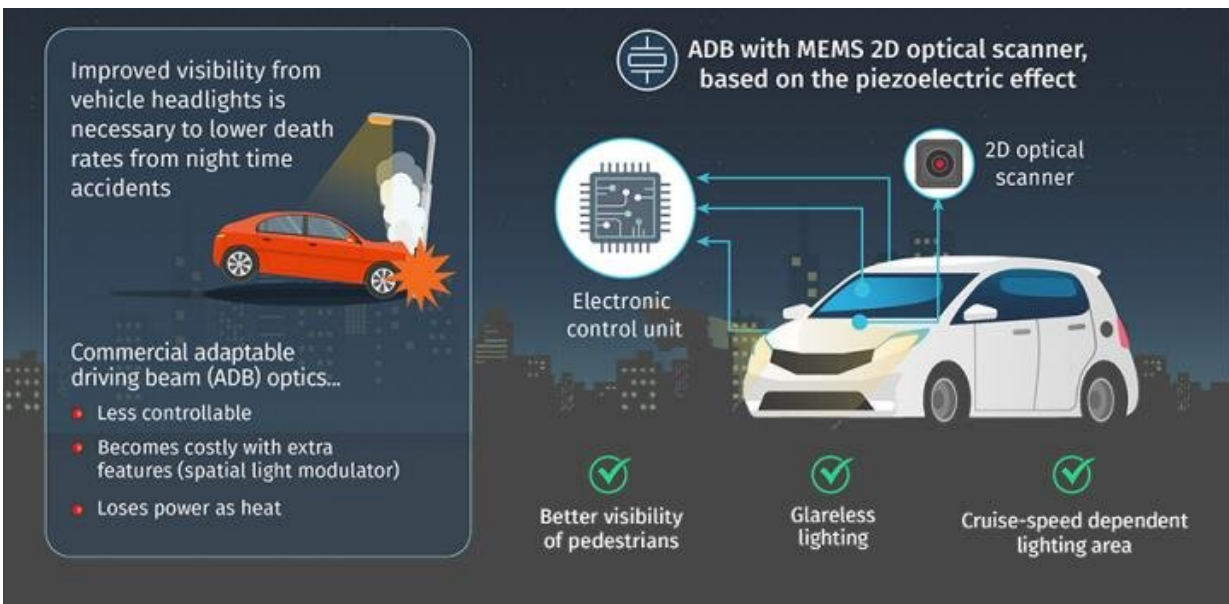 Improved visibility from
vehicle headlights is
necessary to lower death
rates from night time
accidents
Commercial adaptable
driving beam (ADB) optics...
Less controllable
Becomes costly with extra
features (spatial light modulator)
Loses power as heat
ADB with MEMS 2D optical scanner,
based on the piezoelectric effect
2D optical
scanner
Electronic
control unit
Better visibility
of pedestrians
Glareless
lighting
Cruise-speed dependent
lighting area